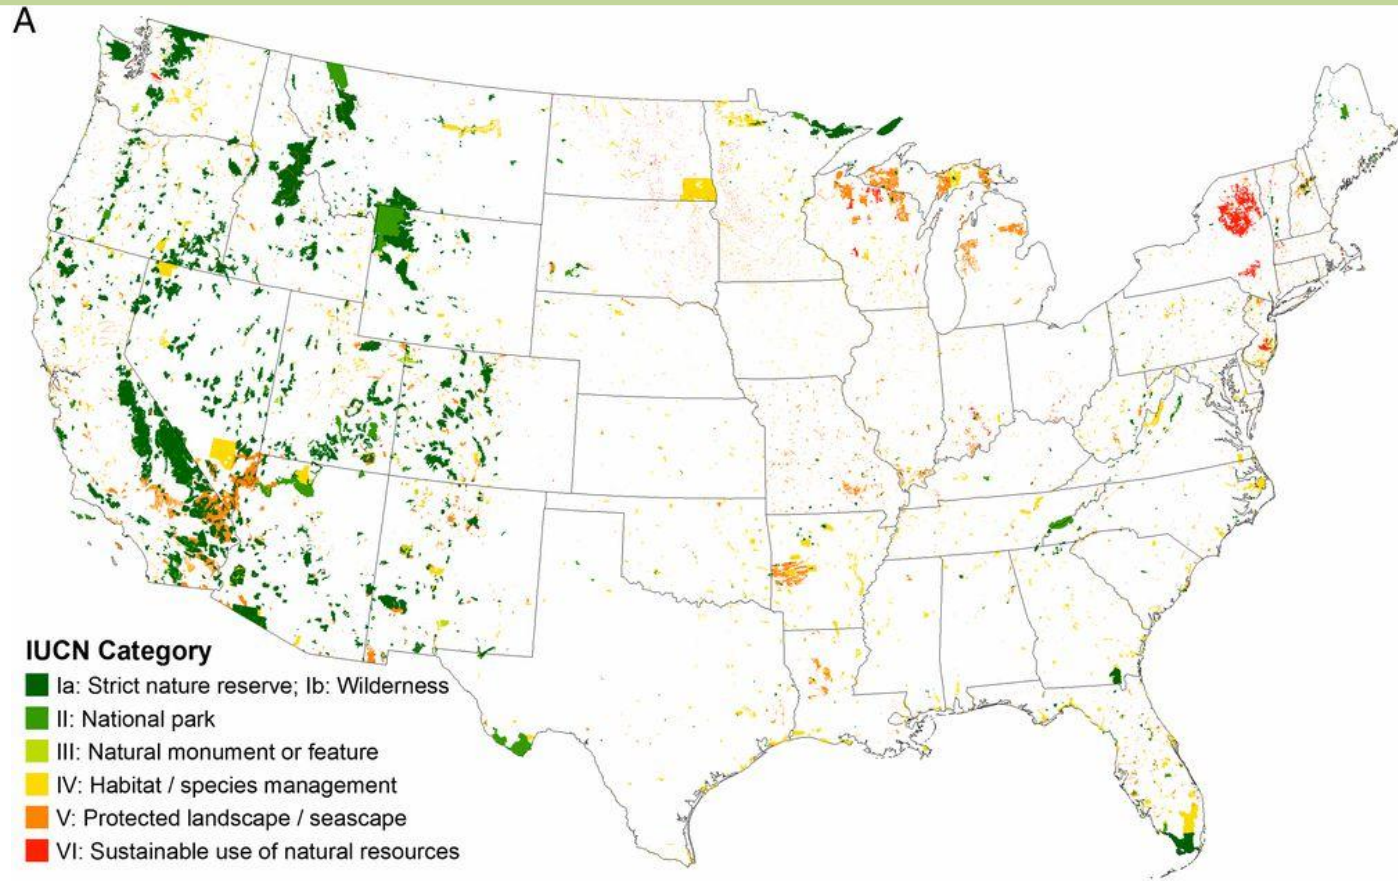 A
IUCN Category
Ia: Strict nature reserve; Ib: Wilderness
II: National park
III: Natural monument or feature
IV: Habitat / species management
V: Protected landscape / seascape
VI: Sustainable use of natural resources